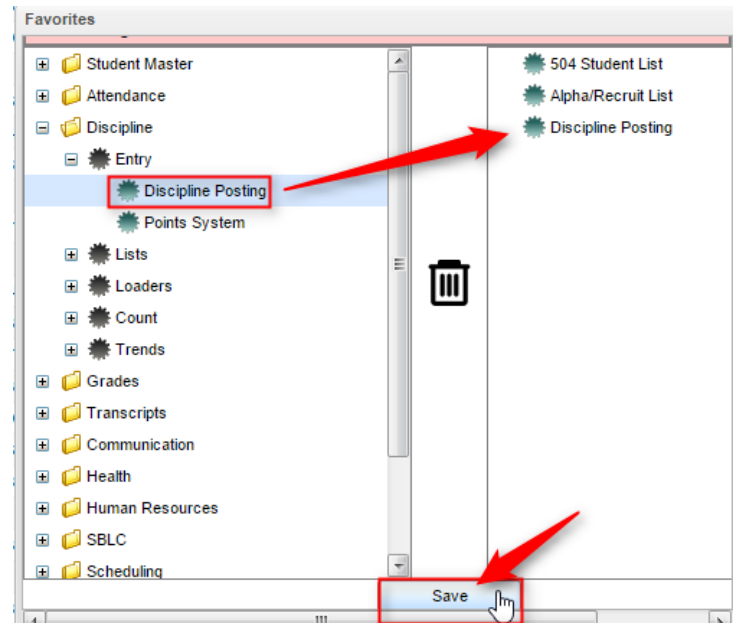 Favorites
Student Master
Attendance
Discipline
Entry
Discipline Posting
Points System
Lists
Loaders
Count
Trends
Grades
Transcripts
Communication
Health
Human Resources
SBLC
Scheduling
504 Student List
Alpha/Recruit List
Discipline Posting
Save